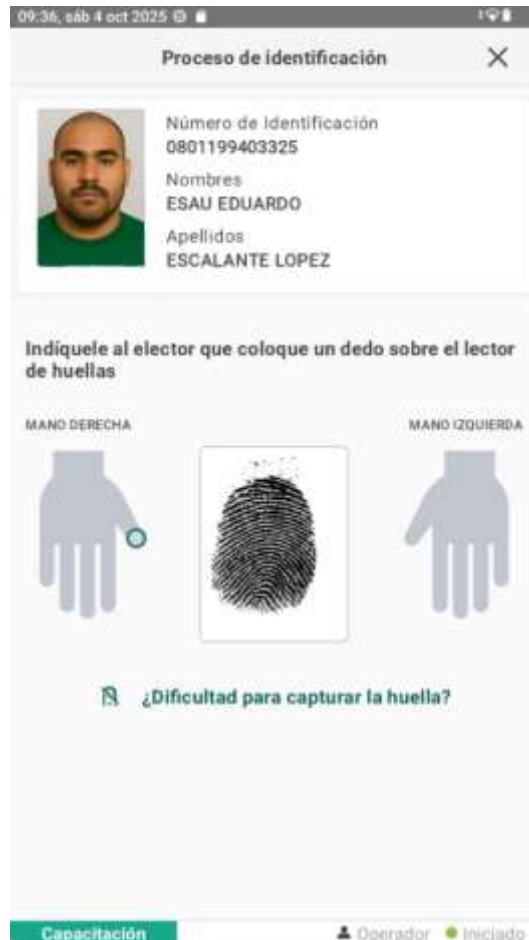 09:36, sáb 4 oct 2025
Proceso de identificación
Número de Identificación
0801199403325
Nombres
ESAU EDUARDO
Apellidos
ESCALANTE LOPEZ
Indíquele al elector que coloque un dedo sobre el lector
de huellas
MANO DERECHA
MANO IZQUIERDA
¿Dificultad para capturar la huella?
Capacitación
Operador
Iniciado